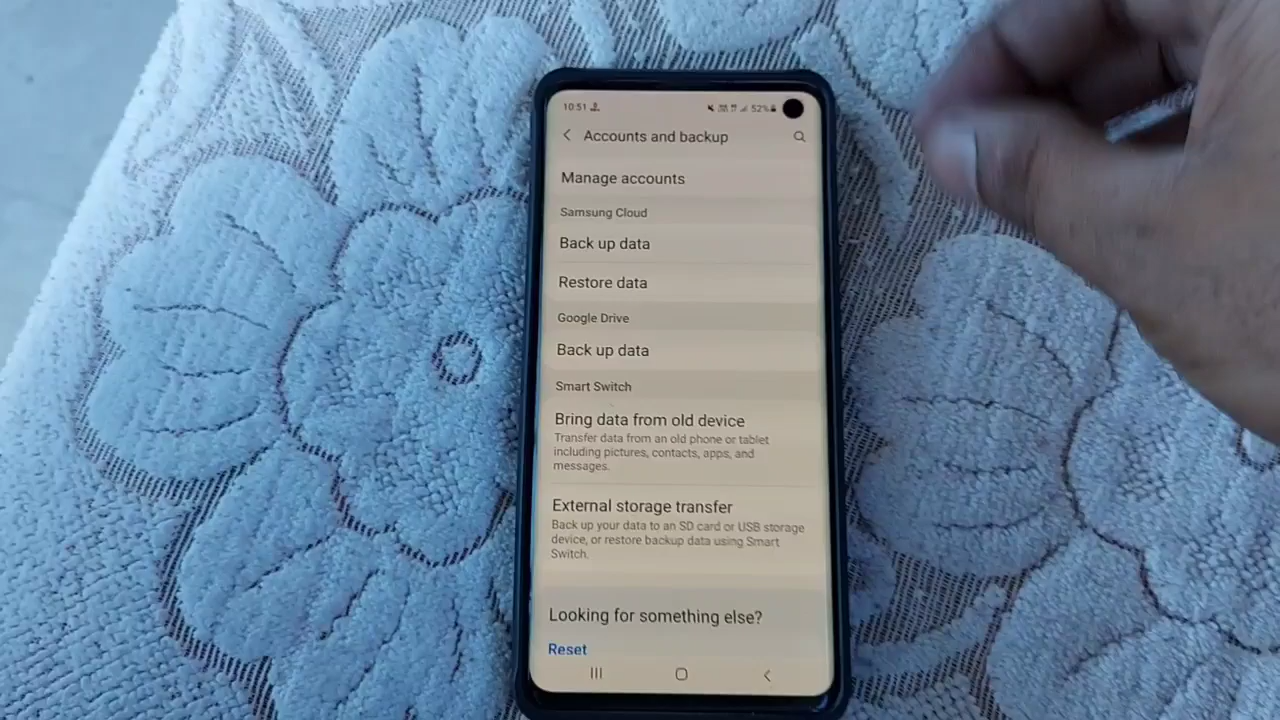 10:51
52%
Accounts and backup
Manage accounts
Samsung Cloud
Back up data
Restore data
Google Drive
Back up data
Smart Switch
Bring data from old device
Transfer data from an old phone or tablet
including pictures, contacts, apps, and
messages.
External storage transfer
Back up your data to an SD card or USB storage
device, or restore backup data using Smart
Switch.
Looking for something else?
Reset